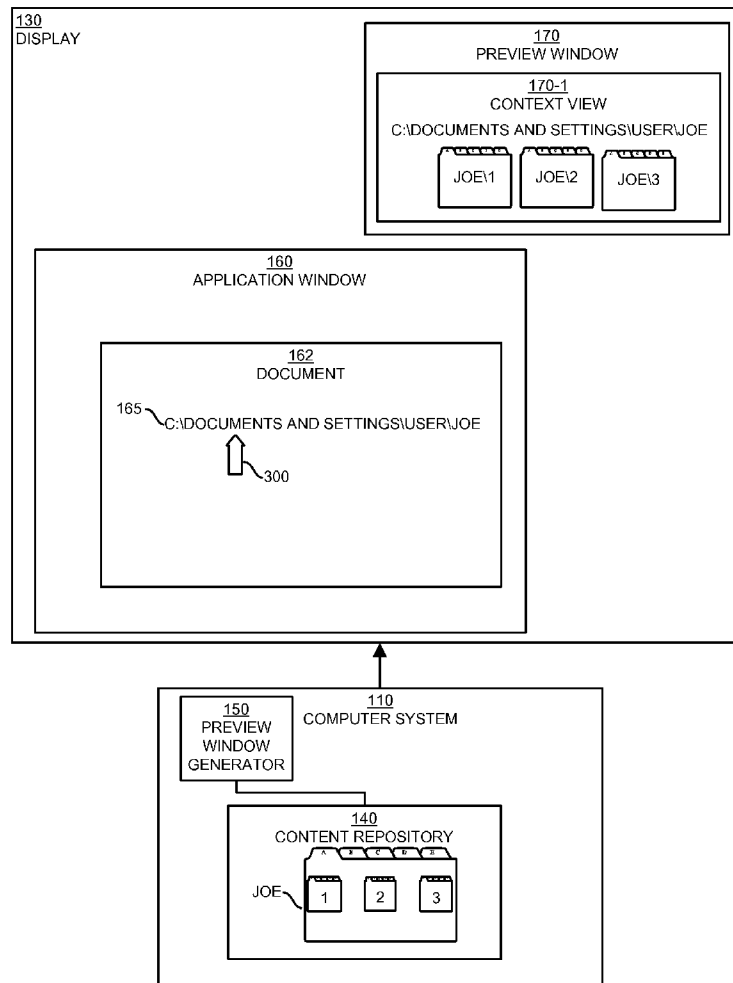 130
DISPLAY
170
PREVIEW WINDOW
170-1
CONTEXT VIEW
C:\DOCUMENTS AND SETTINGS\USER\JOE
JOE\1 JOE\2 JOE\3
160
APPLICATION WINDOW
162
DOCUMENT
165 C:\DOCUMENTS AND SETTINGS\USER\JOE
300
110
COMPUTER SYSTEM
150
PREVIEW
WINDOW
GENERATOR
140
CONTENT REPOSITORY
A B C D E
JOE 1 2 3